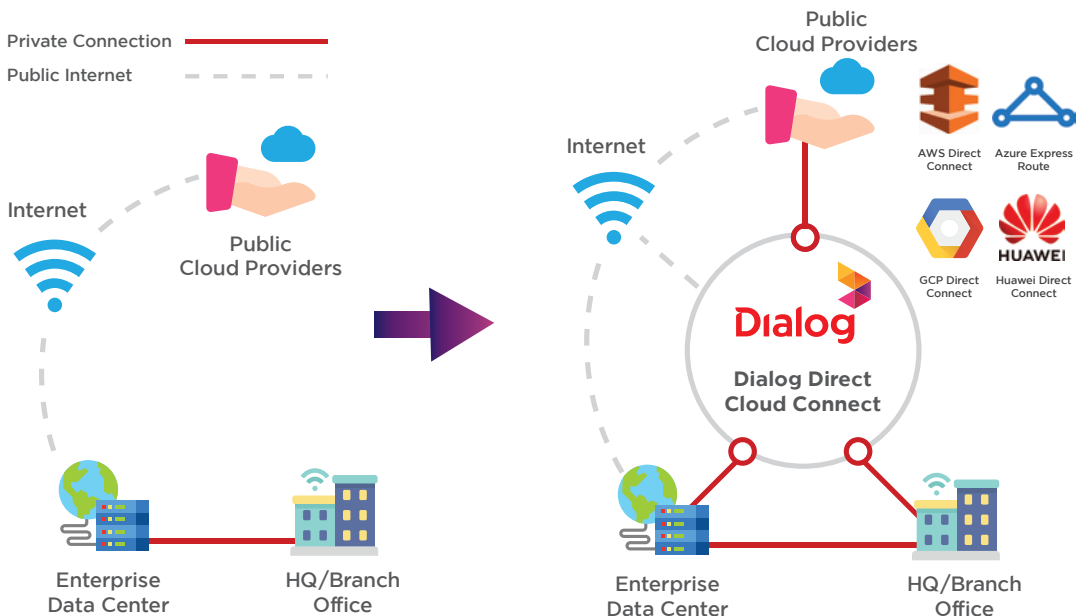 Private Connection
Public Internet
Internet
Public
Cloud Providers
Enterprise
Data Center
HQ/Branch
Office
Public
Cloud Providers
Internet
AWS Direct
Connect
Azure Express
Route
GCP Direct
Connect
HUAWEI
Huawei Direct
Connect
Dialog
Dialog Direct
Cloud Connect
Enterprise
Data Center
HQ/Branch
Office